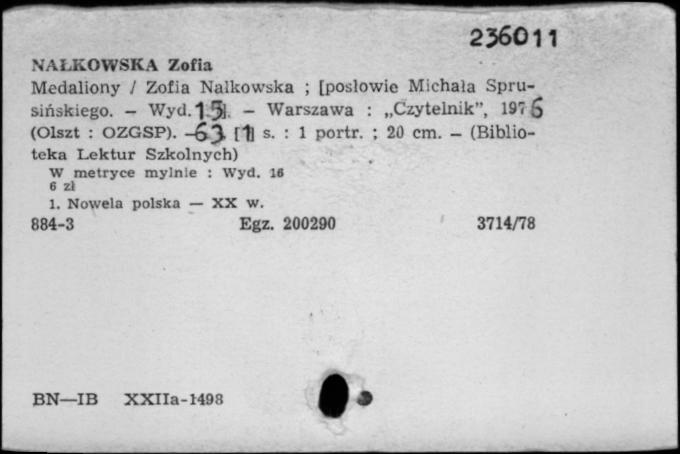 236011
NAŁKOWSKA Zofia
Medaliony / Zofia Nałkowska ; [posłowie Michała Spru-
sińskiego. – Wyd. 15]. – Warszawa : „Czytelnik”, 1976
(Olszt : OZGSP). – 63 [1] s. : 1 portr. ; 20 cm. – (Biblio-
teka Lektur Szkolnych)
W metryce mylnie : Wyd. 16
6 zł
1. Nowela polska — XX w.
884-3 Egz. 200290 3714/78
BN—IB XXIIa-1498